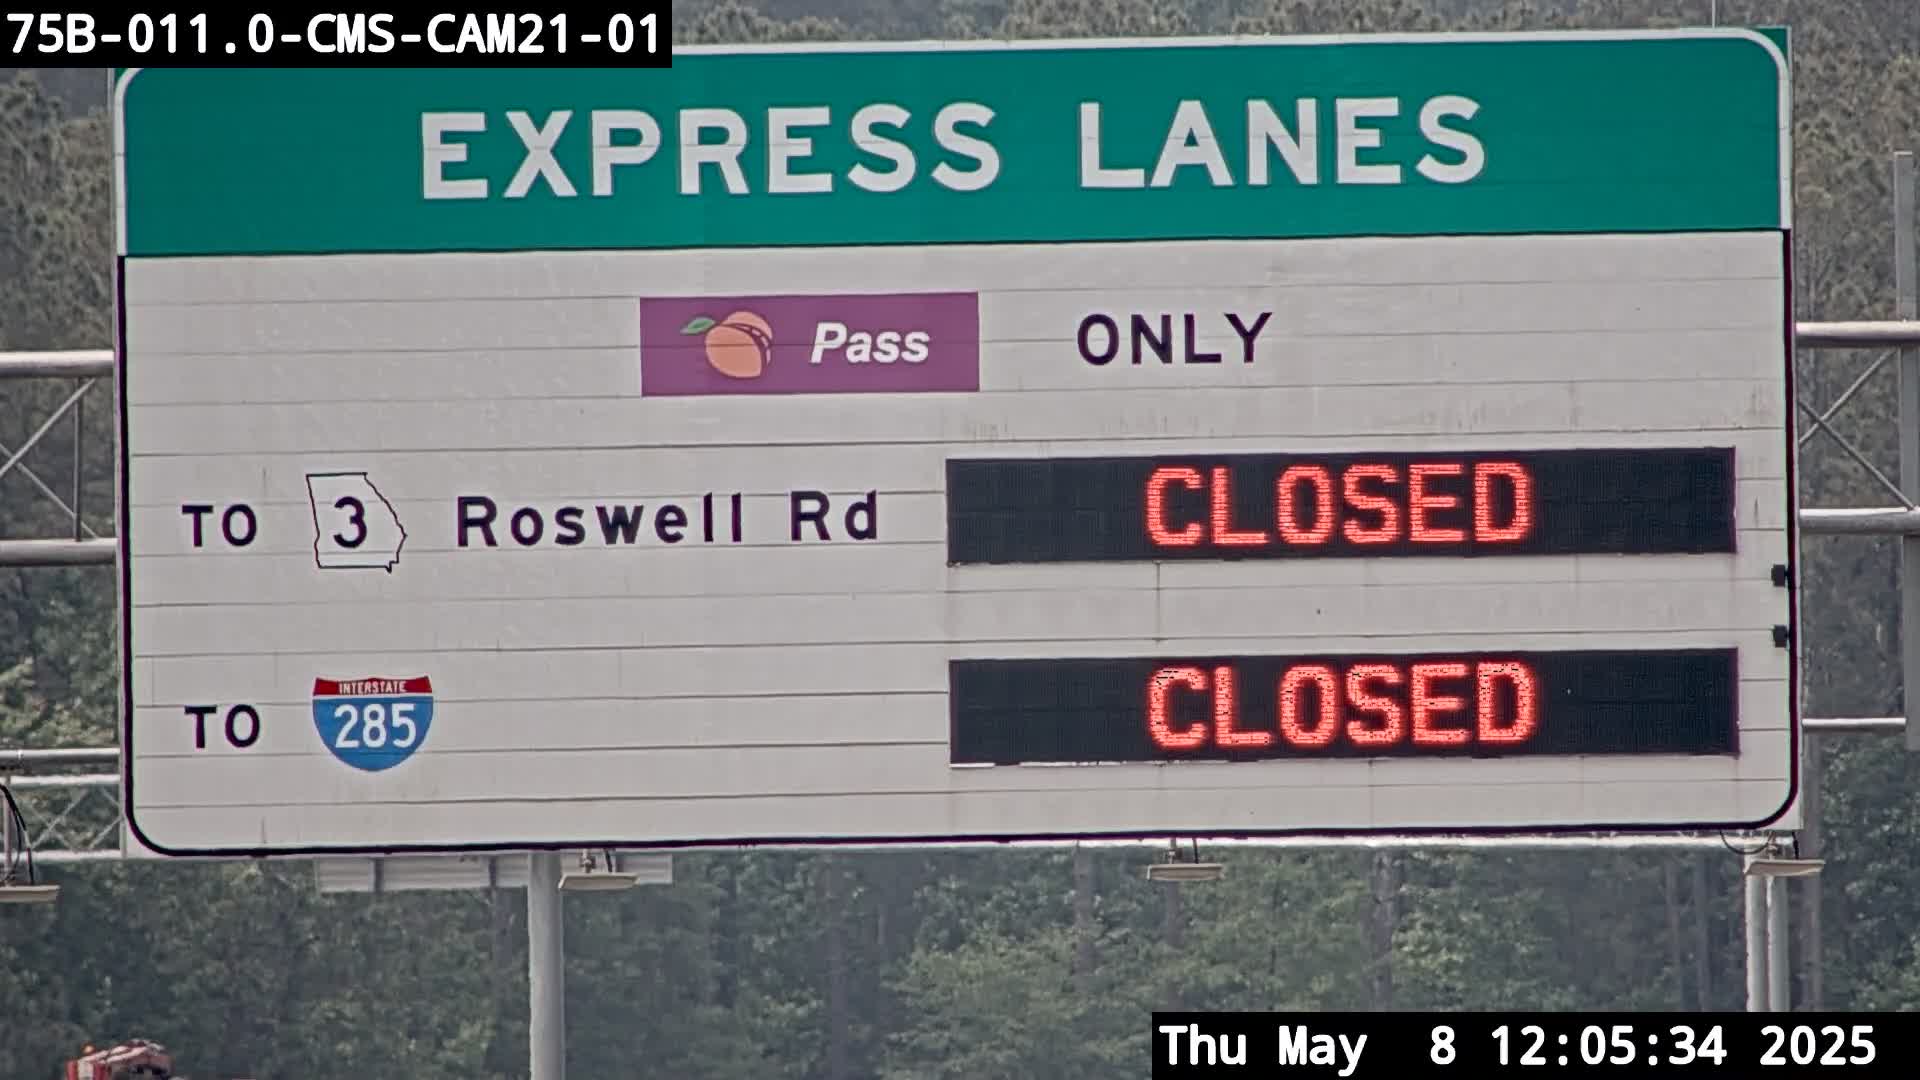 75B-011.0-CMS-CAM21-01
EXPRESS LANES
Pass ONLY
TO 3 Roswell Rd CLOSED
TO INTERSTATE 285 CLOSED
Thu May 8 12:05:34 2025